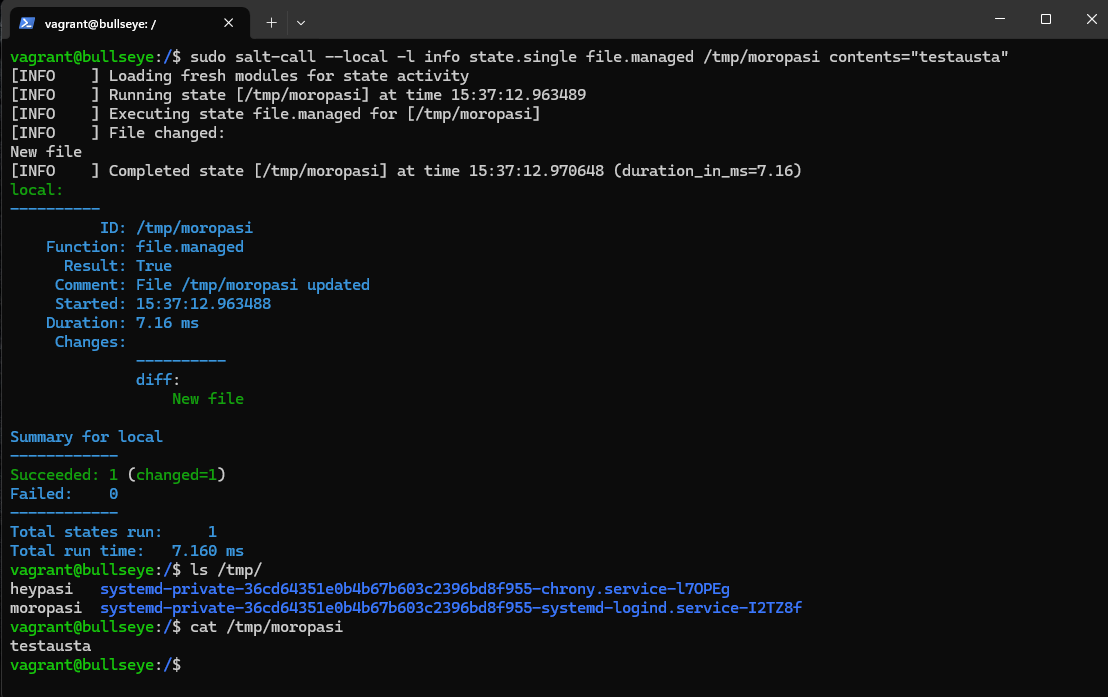 vagrant@bullseye: /
vagrant@bullseye:/$ sudo salt-call --local -l info state.single file.managed /tmp/moropasi contents="testausta"
[INFO    ] Loading fresh modules for state activity
[INFO    ] Running state [/tmp/moropasi] at time 15:37:12.963489
[INFO    ] Executing state file.managed for [/tmp/moropasi]
[INFO    ] File changed:
New file
[INFO    ] Completed state [/tmp/moropasi] at time 15:37:12.970648 (duration_in_ms=7.16)
local:
----------
          ID: /tmp/moropasi
    Function: file.managed
      Result: True
     Comment: File /tmp/moropasi updated
     Started: 15:37:12.963488
    Duration: 7.16 ms
     Changes:
              ----------
              diff:
                  New file
Summary for local
------------
Succeeded: 1 (changed=1)
Failed:    0
------------
Total states run:     1
Total run time:   7.160 ms
vagrant@bullseye:/$ ls /tmp/
heypasi   systemd-private-36cd64351e0b4b67b603c2396bd8f955-chrony.service-l7OPEg
moropasi  systemd-private-36cd64351e0b4b67b603c2396bd8f955-systemd-logind.service-I2TZ8f
vagrant@bullseye:/$ cat /tmp/moropasi
testausta
vagrant@bullseye:/$